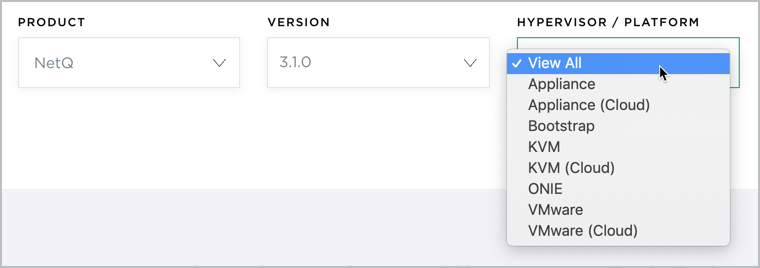 PRODUCT VERSION HYPERVISOR / PLATFORM
NetQ 3.1.0
✓ View All
Appliance
Appliance (Cloud)
Bootstrap
KVM
KVM (Cloud)
ONIE
VMware
VMware (Cloud)